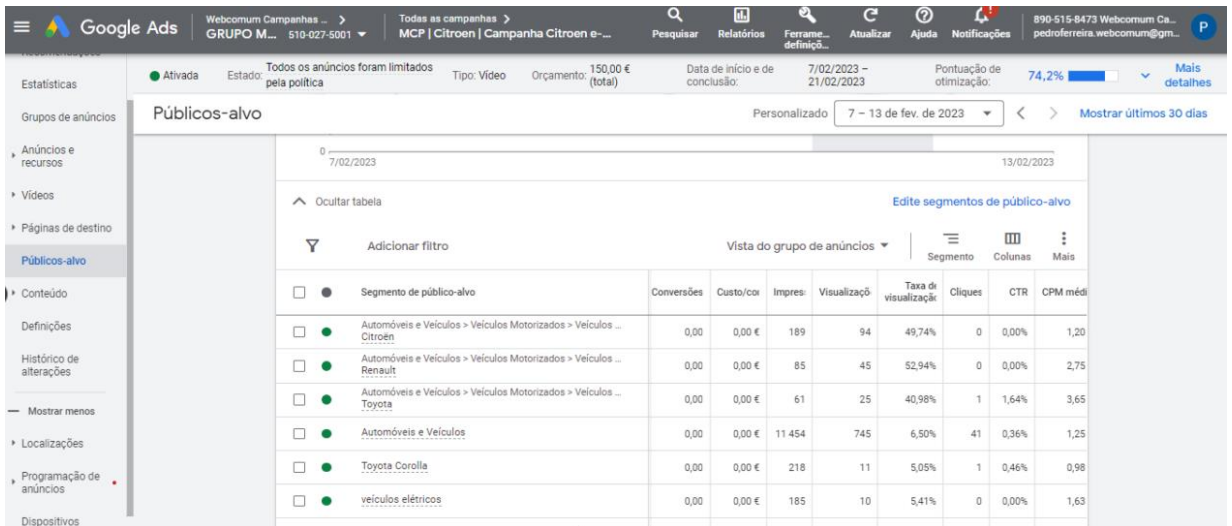 Google Ads
Webcomum Campanhas ... >
GRUPO M... 510-027-5001
Todas as campanhas >
MCP | Citroen | Campanha Citroen e-...
Pesquisar
Relatórios
Ferrame...
definiçõ...
Atualizar
Ajuda
Notificações
890-515-8473 Webcomum Ca...
pedroferreira.webcomum@gm...
P
Ativada
Estado: Todos os anúncios foram limitados
pela política
Tipo: Vídeo
Orçamento: 150,00 €
(total)
Data de início e de
conclusão:
7/02/2023 –
21/02/2023
Pontuação de
otimização:
74,2%
Mais
detalhes
Recomendações
Estatísticas
Grupos de anúncios
Anúncios e
recursos
Vídeos
Páginas de destino
Públicos-alvo
Conteúdo
Definições
Histórico de
alterações
Mostrar menos
Localizações
Programação de
anúncios
Dispositivos
Públicos-alvo
Personalizado
7 – 13 de fev. de 2023
Mostrar últimos 30 dias
0
7/02/2023
13/02/2023
Ocultar tabela
Edite segmentos de público-alvo
Adicionar filtro
Vista do grupo de anúncios
Segmento
Colunas
Mais
Segmento de público-alvo Conversões Custo/co Impres Visualizaçõ Taxa de visualizaçã Cliques CTR CPM médi
Automóveis e Veículos > Veículos Motorizados > Veículos ...
Citroën 0,00 0,00 € 189 94 49,74% 0 0,00% 1,20
Automóveis e Veículos > Veículos Motorizados > Veículos ...
Renault 0,00 0,00 € 85 45 52,94% 0 0,00% 2,75
Automóveis e Veículos > Veículos Motorizados > Veículos ...
Toyota 0,00 0,00 € 61 25 40,98% 1 1,64% 3,65
Automóveis e Veículos 0,00 0,00 € 11 454 745 6,50% 41 0,36% 1,25
Toyota Corolla 0,00 0,00 € 218 11 5,05% 1 0,46% 0,98
veículos elétricos 0,00 0,00 € 185 10 5,41% 0 0,00% 1,63